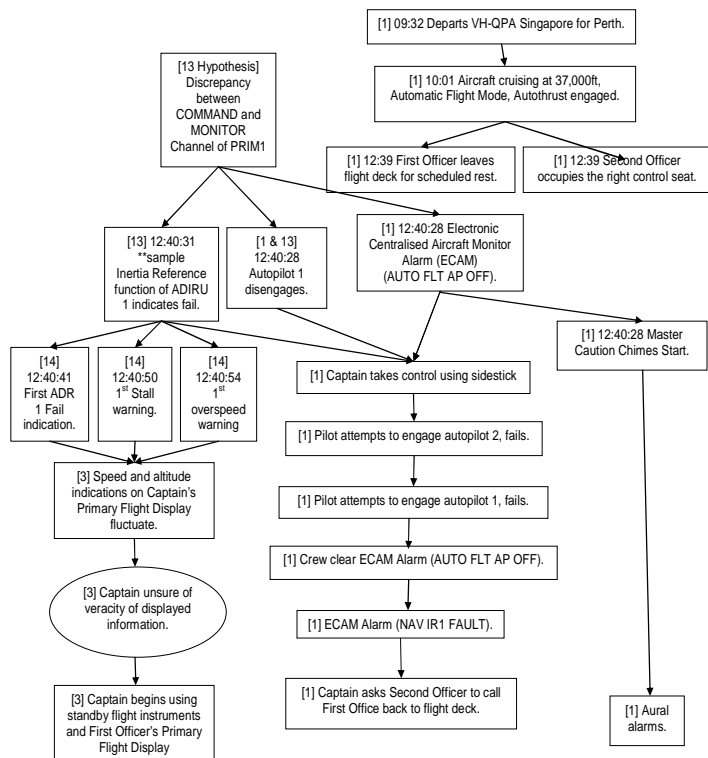 [1] 09:32 Departs VH-QPA Singapore for Perth.
[13 Hypothesis]
Discrepancy
between
COMMAND and
MONITOR
Channel of PRIM1
[1] 10:01 Aircraft cruising at 37,000ft,
Automatic Flight Mode, Autothrust engaged.
[1] 12:39 First Officer leaves
flight deck for scheduled rest.
[1] 12:39 Second Officer
occupies the right control seat.
[13] 12:40:31
**sample
Inertia Reference
function of ADIRU
1 indicates fail.
[1 & 13]
12:40:28
Autopilot 1
disengages.
[1] 12:40:28 Electronic
Centralised Aircraft Monitor
Alarm (ECAM)
(AUTO FLT AP OFF).
[1] 12:40:28 Master
Caution Chimes Start.
[14]
12:40:41
First ADR
1 Fail
indication.
[14]
12:40:50
1st Stall
warning.
[14]
12:40:54
1st
overspeed
warning
[1] Captain takes control using sidestick
[1] Pilot attempts to engage autopilot 2, fails.
[3] Speed and altitude
indications on Captain's
Primary Flight Display
fluctuate.
[1] Pilot attempts to engage autopilot 1, fails.
[1] Crew clear ECAM Alarm (AUTO FLT AP OFF).
[3] Captain unsure of
veracity of displayed
information.
[1] ECAM Alarm (NAV IR1 FAULT).
[3] Captain begins using
standby flight instruments
and First Officer's Primary
Flight Display
[1] Captain asks Second Officer to call
First Office back to flight deck.
[1] Aural
alarms.